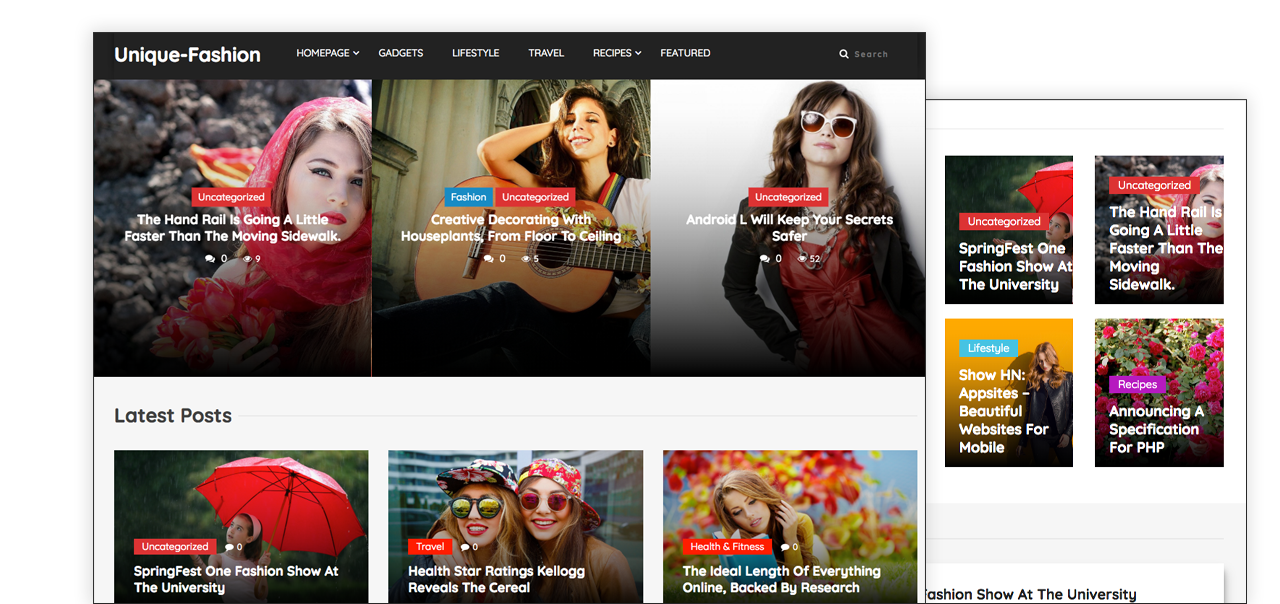 Unique-Fashion
HOMEPAGE
GADGETS
LIFESTYLE
TRAVEL
RECIPES
FEATURED
Search
Uncategorized
The Hand Rail Is Going A Little
Faster Than The Moving Sidewalk.
0 9
Fashion Uncategorized
Creative Decorating With
Houseplants, From Floor To Ceiling
0 5
Uncategorized
Android L Will Keep Your Secrets
Safer
0 52
Latest Posts
Uncategorized 0
SpringFest One Fashion Show At
The University
Travel 0
Health Star Ratings Kellogg
Reveals The Cereal
Health & Fitness 0
The Ideal Length Of Everything
Online, Backed By Research
Uncategorized
SpringFest One
Fashion Show At
The University
Uncategorized
The Hand Rail Is
Going A Little
Faster Than The
Moving
Sidewalk.
Lifestyle
Show HN:
Appsites –
Beautiful
Websites For
Mobile
Recipes
Announcing A
Specification
For PHP
Fashion Show At The University